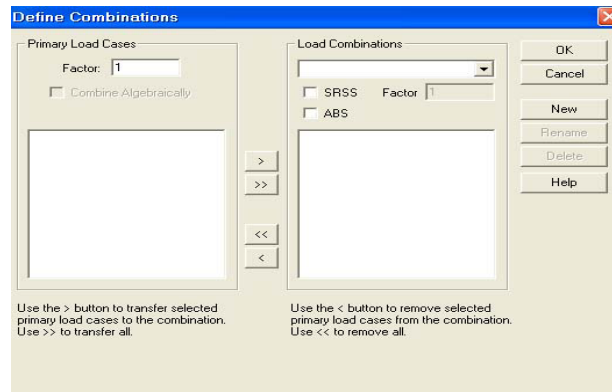 Define Combinations
Primary Load Cases
Factor: 1
Combine Algebraically
Load Combinations
SRSS Factor 1
ABS
>
>>
<<
<
OK
Cancel
New
Rename
Delete
Help
Use the > button to transfer selected
primary load cases to the combination.
Use >> to transfer all.
Use the < button to remove selected
primary load cases from the combination.
Use << to remove all.